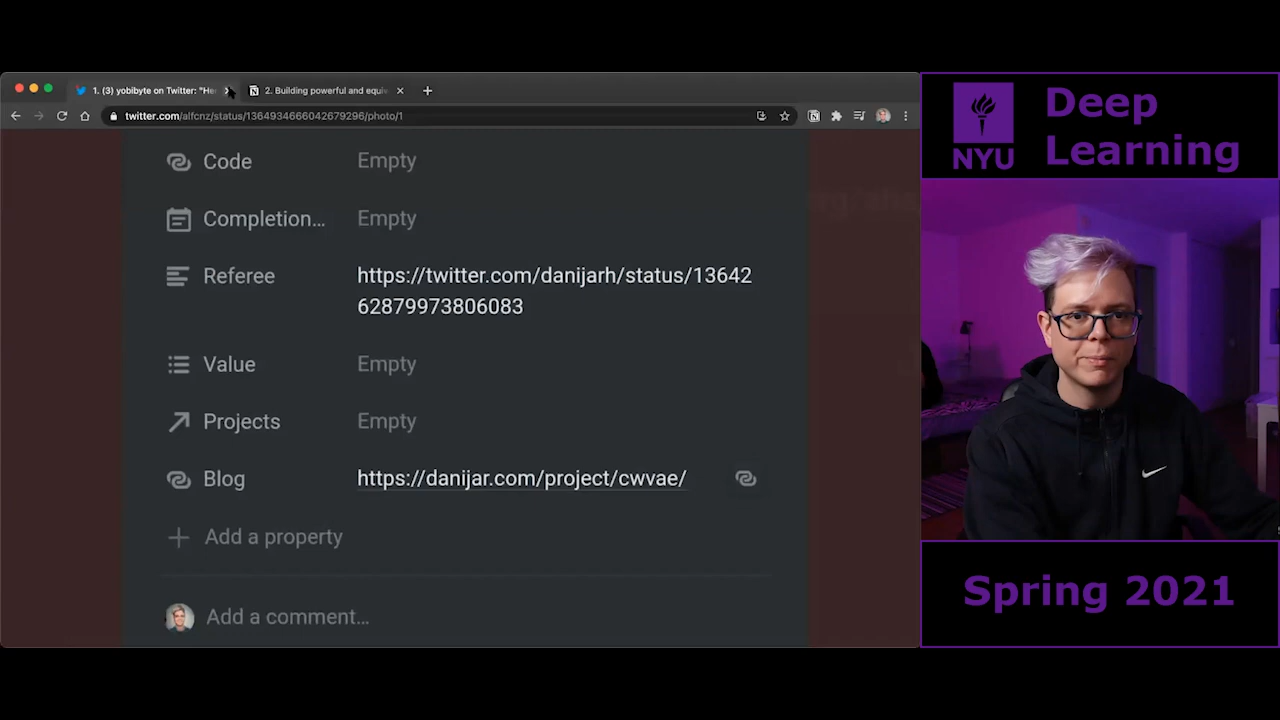 1. (3) yobibyte on Twitter: "He
2. Building powerful and equi
twitter.com/alfcnz/status/1364934666042679296/photo/1
Code Empty
Completion... Empty
Referee https://twitter.com/danijarh/status/13642
62879973806083
Value Empty
Projects Empty
Blog https://danijar.com/project/cwvae/
Add a property
Add a comment...
NYU
Deep
Learning
Spring 2021